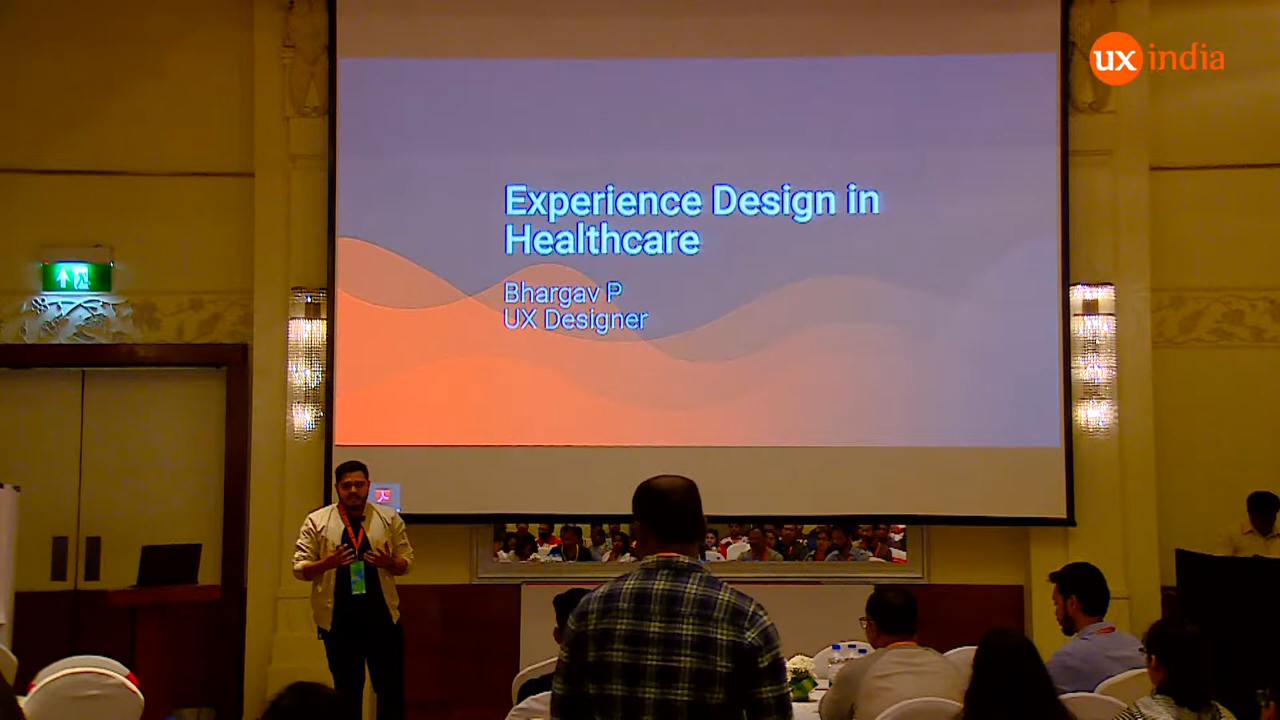 ux india
Experience Design in
Healthcare
Bhargav P
UX Designer